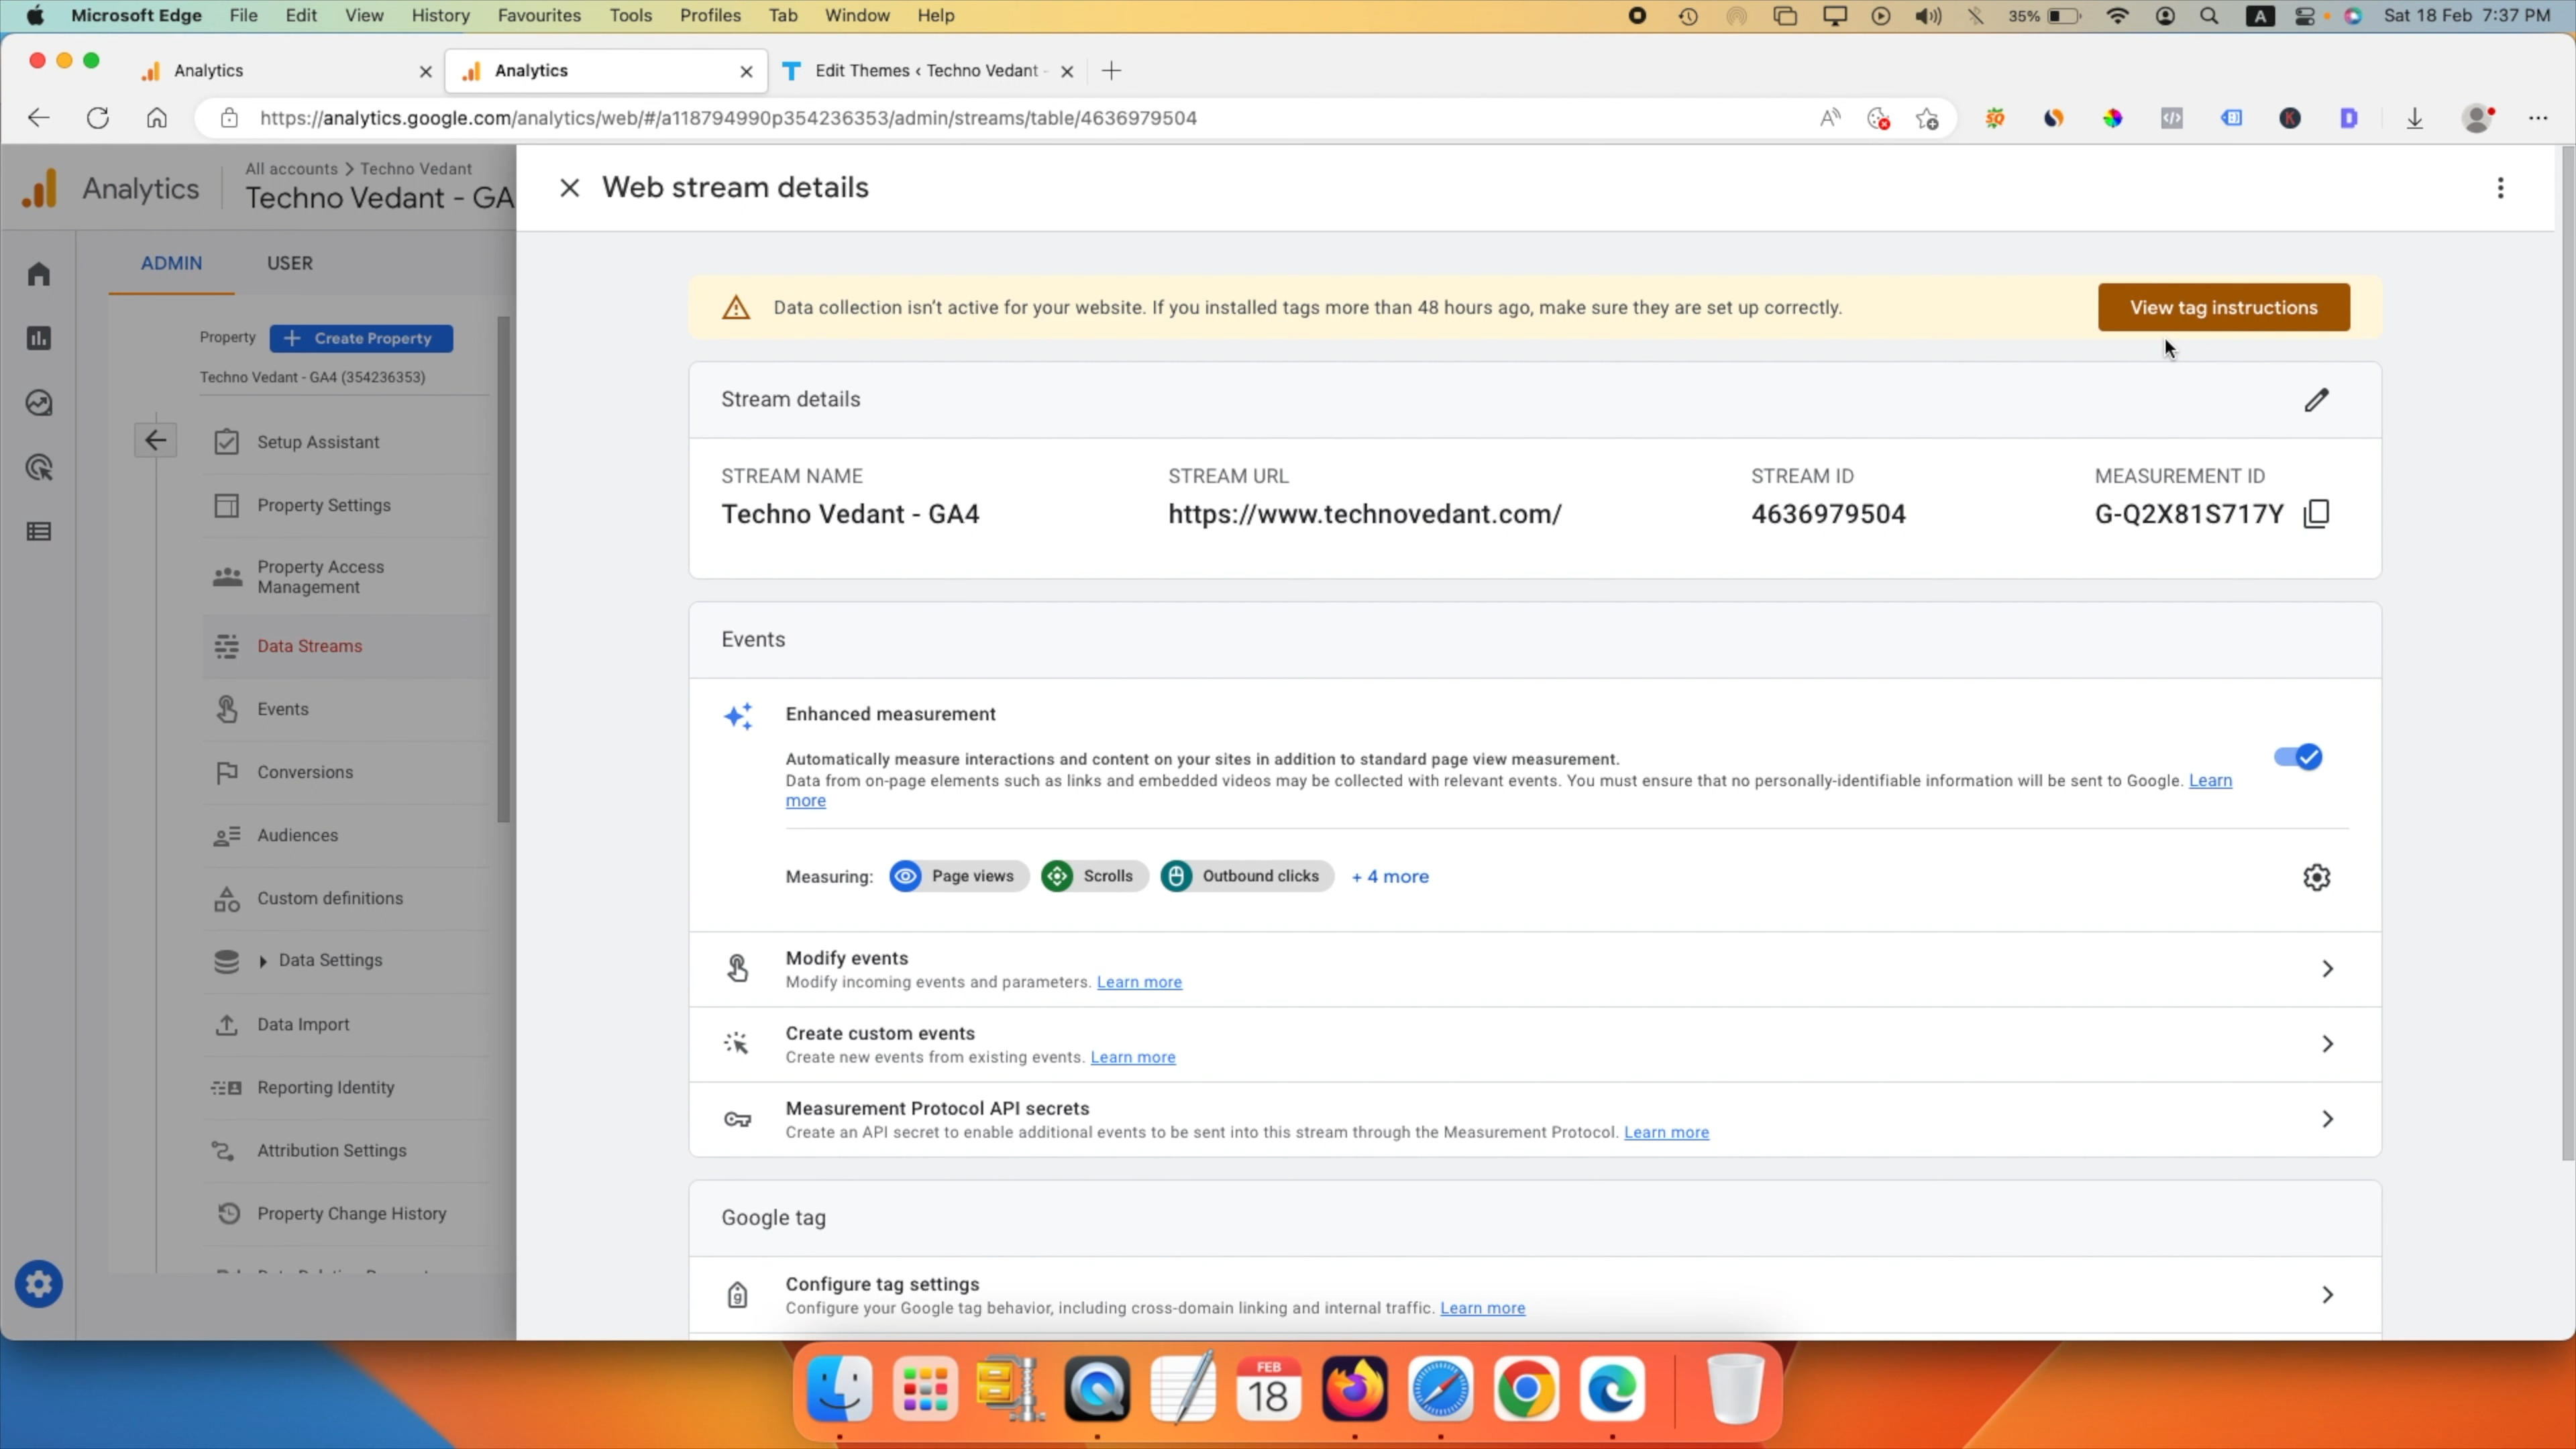 Microsoft Edge File Edit View History Favourites Tools Profiles Tab Window Help 35% A Sat 18 Feb 7:37 PM
Analytics Analytics Edit Themes ‹ Techno Vedant
https://analytics.google.com/analytics/web/#/a118794990p354236353/admin/streams/table/4636979504
Analytics
All accounts > Techno Vedant
Techno Vedant - GA
ADMIN USER
Property Create Property
Techno Vedant - GA4 (354236353)
Setup Assistant
Property Settings
Property Access
Management
Data Streams
Events
Conversions
Audiences
Custom definitions
Data Settings
Data Import
Reporting Identity
Attribution Settings
Property Change History
Web stream details
Data collection isn't active for your website. If you installed tags more than 48 hours ago, make sure they are set up correctly.
View tag instructions
Stream details
STREAM NAME STREAM URL STREAM ID MEASUREMENT ID
Techno Vedant - GA4 https://www.technovedant.com/ 4636979504 G-Q2X81S717Y
Events
Enhanced measurement
Automatically measure interactions and content on your sites in addition to standard page view measurement.
Data from on-page elements such as links and embedded videos may be collected with relevant events. You must ensure that no personally-identifiable information will be sent to Google. Learn
more
Measuring: Page views Scrolls Outbound clicks + 4 more
Modify events
Modify incoming events and parameters. Learn more
Create custom events
Create new events from existing events. Learn more
Measurement Protocol API secrets
Create an API secret to enable additional events to be sent into this stream through the Measurement Protocol. Learn more
Google tag
Configure tag settings
Configure your Google tag behavior, including cross-domain linking and internal traffic. Learn more
FEB
18